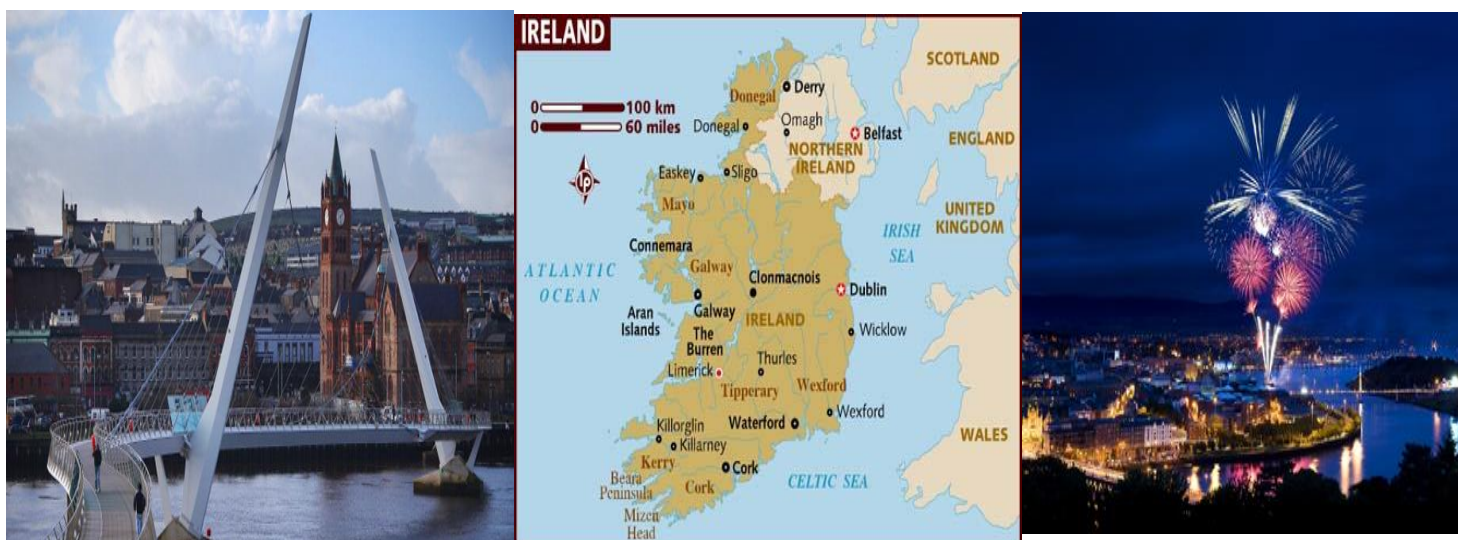 IRELAND
0 100 km
0 60 miles
SCOTLAND
Derry
Donegal
Omagh
Donegal
Belfast
NORTHERN
IRELAND
ENGLAND
LP
Easkey
Sligo
Mayo
UNITED
KINGDOM
IRISH
SEA
Connemara
Galway
ATLANTIC
OCEAN
Clonmacnois
Dublin
Galway
Aran
Islands
IRELAND
The
Burren
Wicklow
Thurles
Limerick
Tipperary
Wexford
Wexford
Waterford
WALES
Killorglin
Killarney
Kerry
Cork
Beara
Peninsula
Cork
CELTIC SEA
Mizen
Head